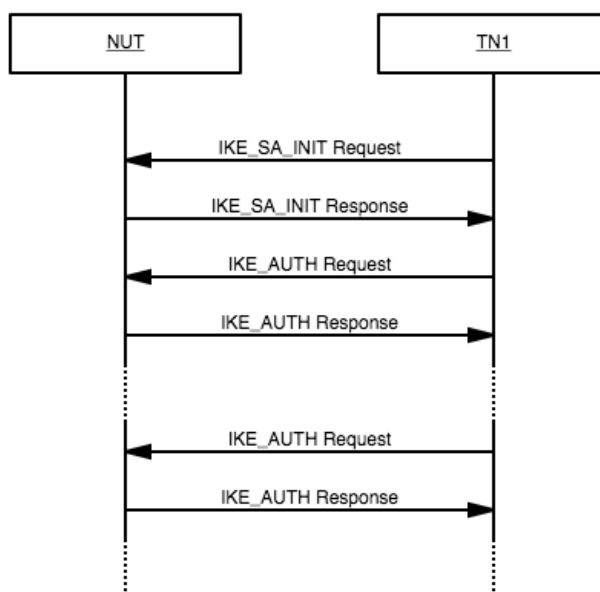 NUT
TN1
IKE_SA_INIT Request
IKE_SA_INIT Response
IKE_AUTH Request
IKE_AUTH Response
IKE_AUTH Request
IKE_AUTH Response